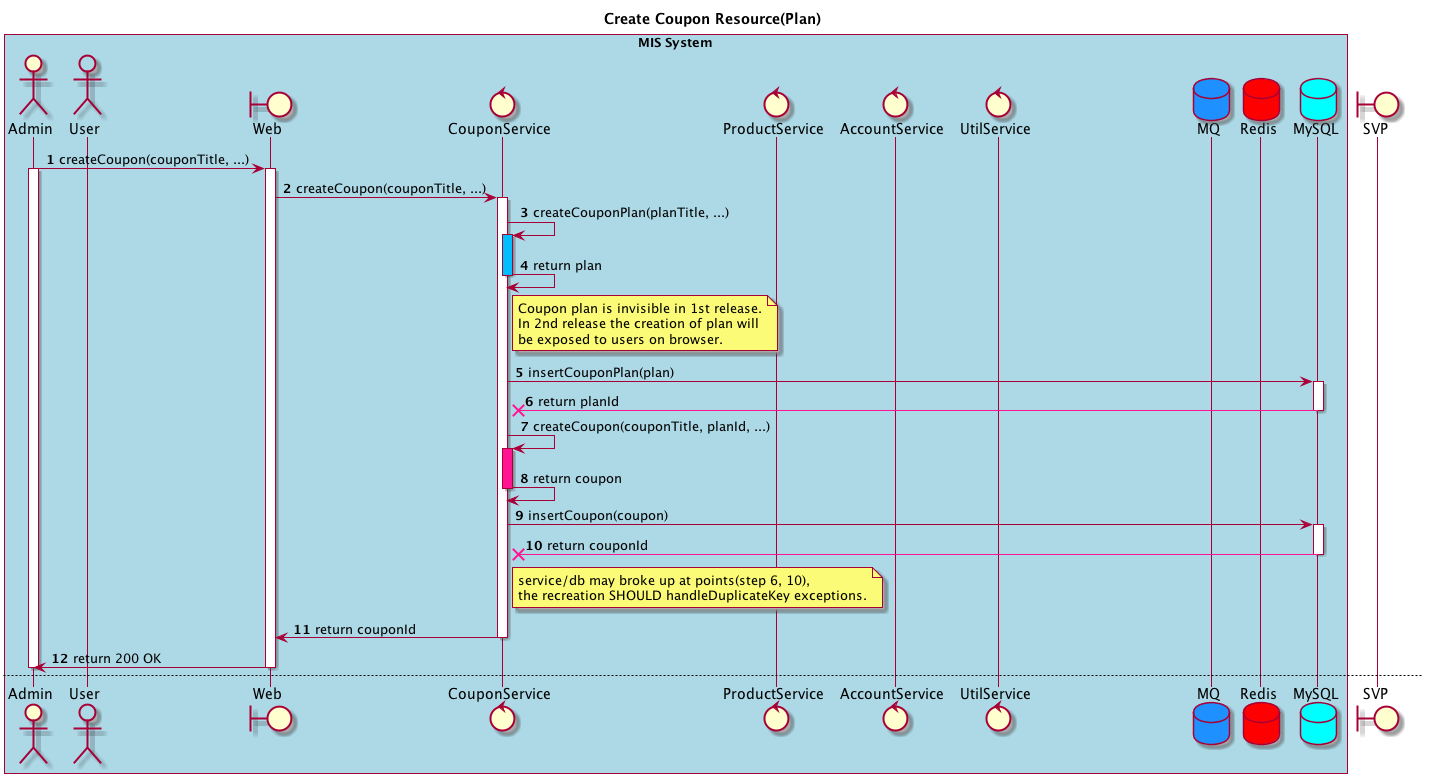 Create Coupon Resource(Plan)
MIS System
Admin User Web CouponService ProductService AccountService UtilService MQ Redis MySQL SVP
1 createCoupon(couponTitle, ...)
2 createCoupon(couponTitle, ...)
3 createCouponPlan(planTitle, ...)
4 return plan
Coupon plan is invisible in 1st release.
In 2nd release the creation of plan will
be exposed to users on browser.
5 insertCouponPlan(plan)
6 return planId
7 createCoupon(couponTitle, planId, ...)
8 return coupon
9 insertCoupon(coupon)
10 return couponId
service/db may broke up at points(step 6, 10),
the recreation SHOULD handleDuplicateKey exceptions.
11 return couponId
12 return 200 OK
Admin User Web CouponService ProductService AccountService UtilService MQ Redis MySQL SVP